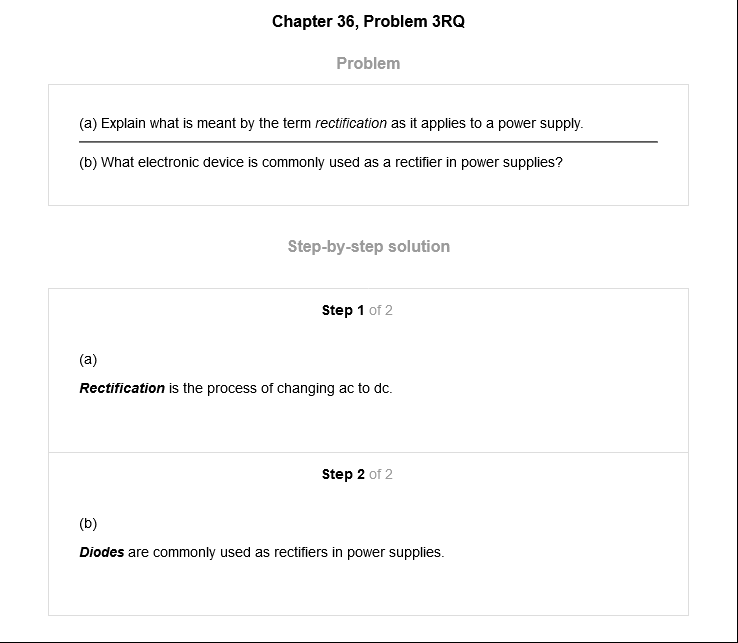 Chapter 36, Problem 3RQ
Problem
(a) Explain what is meant by the term rectification as it applies to a power supply.
(b) What electronic device is commonly used as a rectifier in power supplies?
Step-by-step solution
Step 1 of 2
(a)
Rectification is the process of changing ac to dc.
Step 2 of 2
(b)
Diodes are commonly used as rectifiers in power supplies.